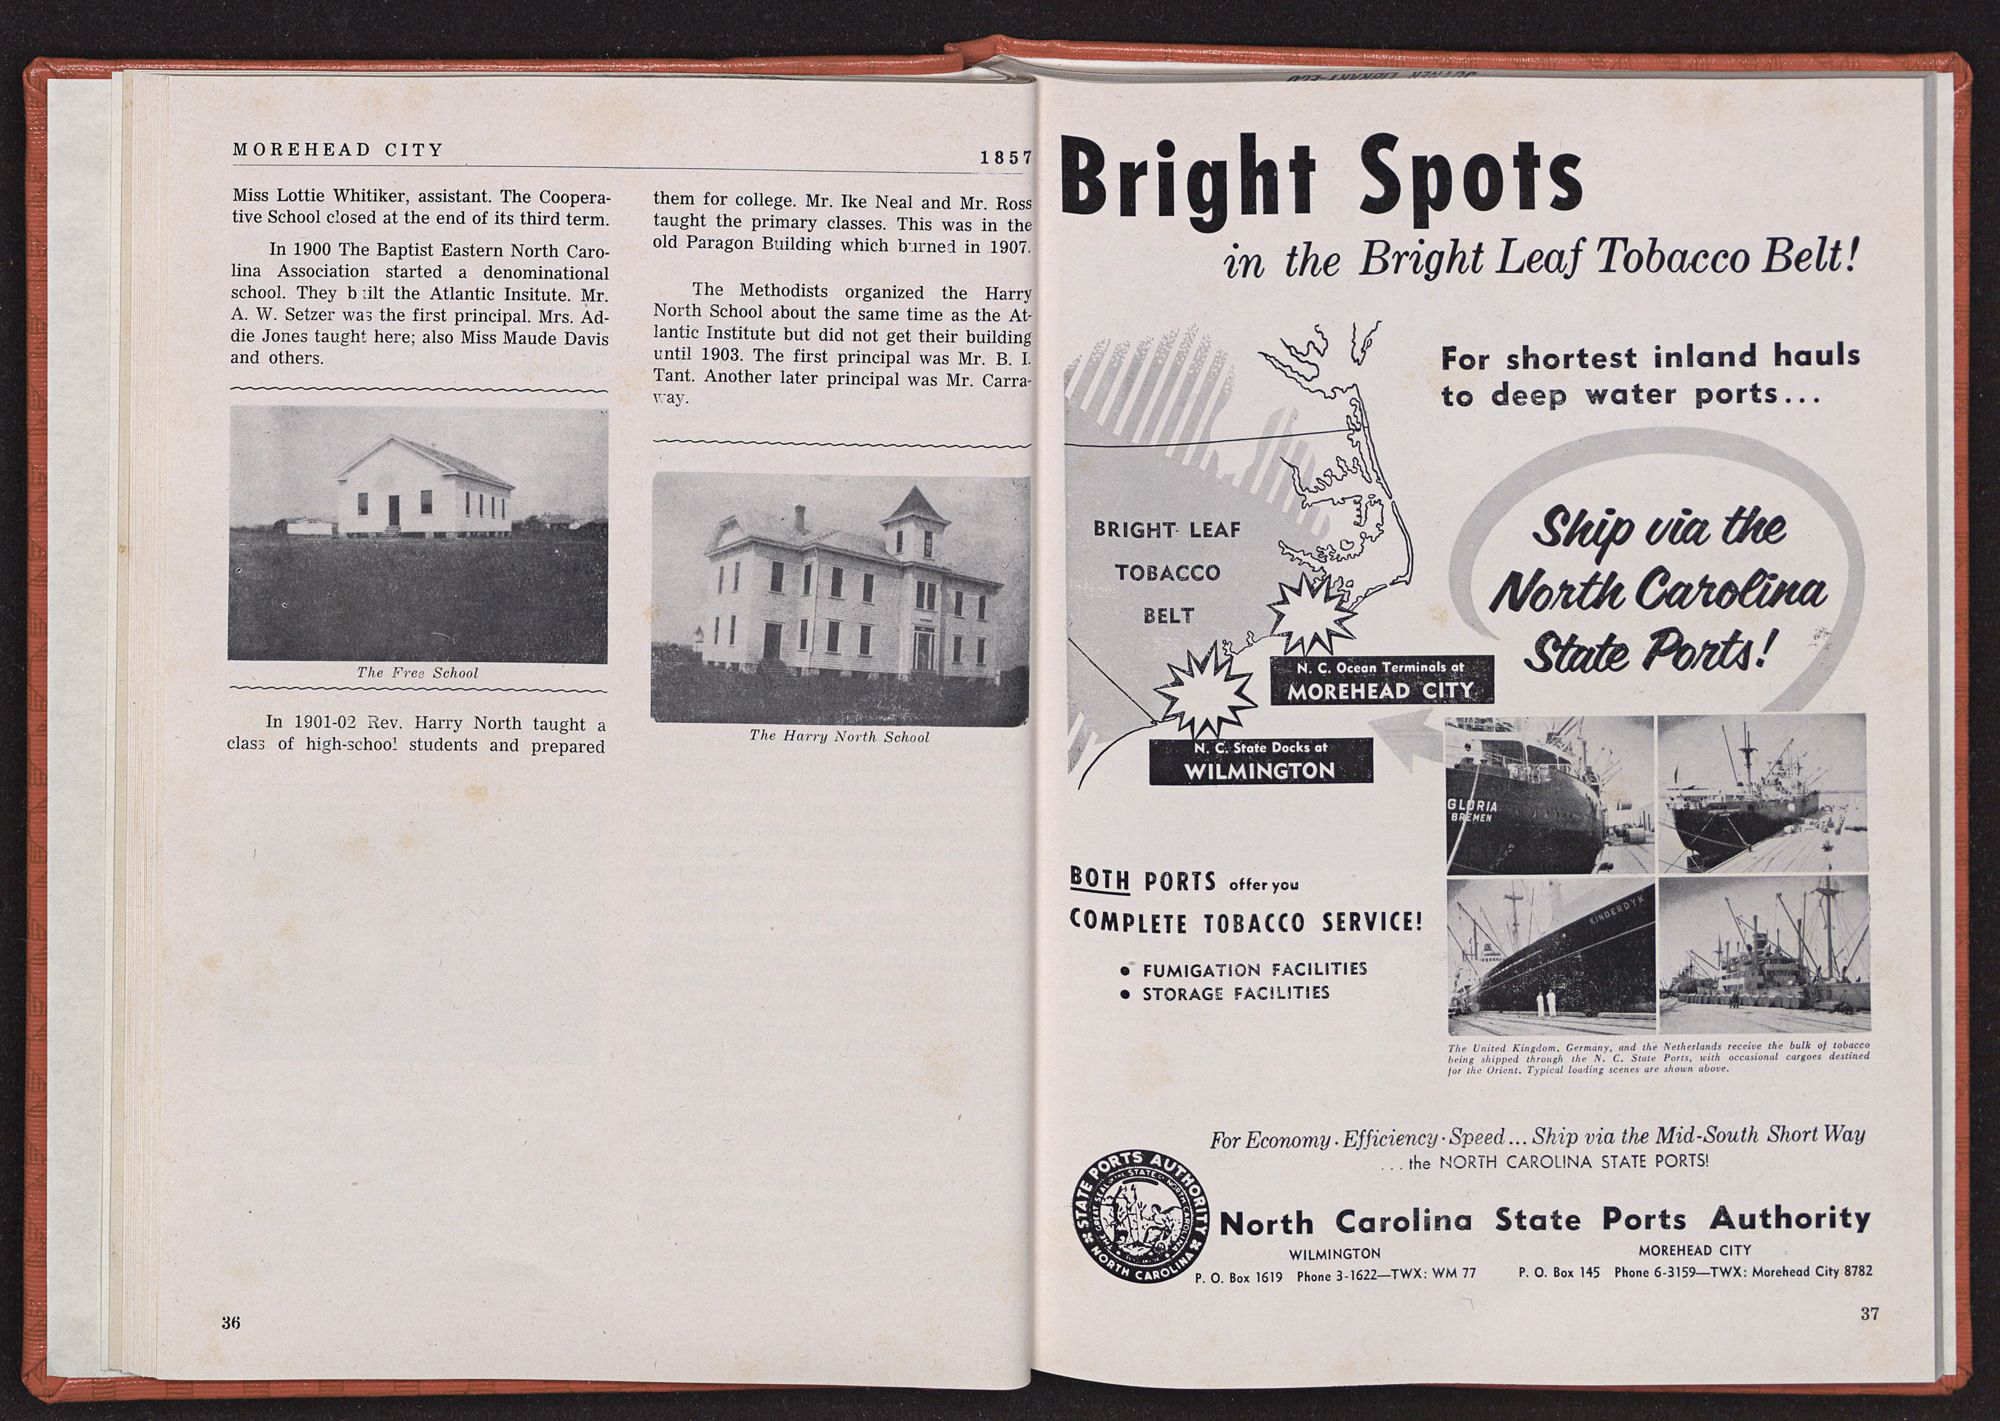 MOREHEAD CITY
1857
Miss Lottie Whitiker, assistant. The Coopera-
tive School closed at the end of its third term.
In 1900 The Baptist Eastern North Caro-
lina Association started a denominational
school. They built the Atlantic Insitute. Mr.
A. W. Setzer was the first principal. Mrs. Ad-
die Jones taught here; also Miss Maude Davis
and others.
The Free School
In 1901-02 Rev. Harry North taught a
class of high-school students and prepared
them for college. Mr. Ike Neal and Mr. Ross
taught the primary classes. This was in the
old Paragon Building which burned in 1907.
The Methodists organized the Harry
North School about the same time as the At-
lantic Institute but did not get their building
until 1903. The first principal was Mr. B. I.
Tant. Another later principal was Mr. Carra-
way.
The Harry North School
36
JOYNER LIBRARY-ECU
Bright Spots
in the Bright Leaf Tobacco Belt!
For shortest inland hauls
to deep water ports...
BRIGHT LEAF
TOBACCO
BELT
Ship via the
North Carolina
State Ports!
N. C. Ocean Terminals at
MOREHEAD CITY
N. C. State Docks at
WILMINGTON
GLORIA
BREMEN
KINDERDYK
BOTH PORTS offer you
COMPLETE TOBACCO SERVICE!
• FUMIGATION FACILITIES
• STORAGE FACILITIES
The United Kingdom, Germany, and the Netherlands receive the bulk of tobacco
being shipped through the N. C. State Ports, with occasional cargoes destined
for the Orient. Typical loading scenes are shown above.
For Economy · Efficiency · Speed ... Ship via the Mid-South Short Way
... the NORTH CAROLINA STATE PORTS!
STATE PORTS AUTHORITY
NORTH CAROLINA
THE GREAT SEAL OF THE STATE OF NORTH CAROLINA
North Carolina State Ports Authority
WILMINGTON
P. O. Box 1619 Phone 3-1622—TWX: WM 77
MOREHEAD CITY
P. O. Box 145 Phone 6-3159—TWX: Morehead City 8782
37